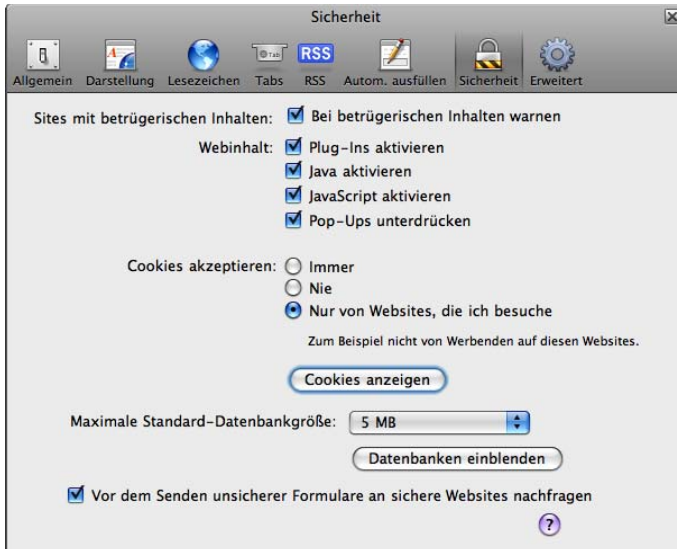 Sicherheit
Tab
RSS
Allgemein Darstellung Lesezeichen Tabs RSS Autom. ausfüllen Sicherheit Erweitert
Sites mit betrügerischen Inhalten: Bei betrügerischen Inhalten warnen
Webinhalt: Plug-Ins aktivieren
Java aktivieren
JavaScript aktivieren
Pop-Ups unterdrücken
Cookies akzeptieren: Immer
Nie
Nur von Websites, die ich besuche
Zum Beispiel nicht von Werbenden auf diesen Websites.
Cookies anzeigen
Maximale Standard-Datenbankgröße: 5 MB
Datenbanken einblenden
Vor dem Senden unsicherer Formulare an sichere Websites nachfragen
?